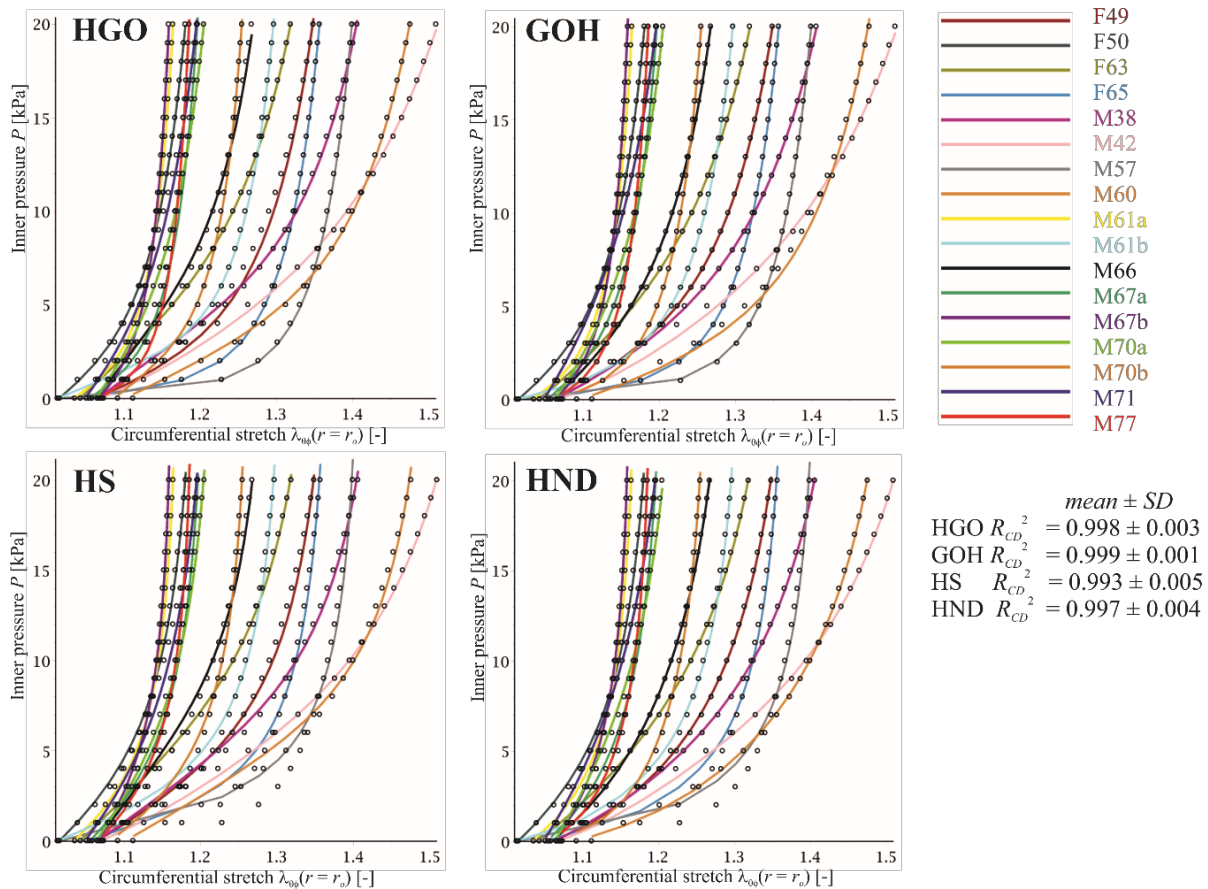 HGO
20
15
10
5
0
Inner pressure P [kPa]
1.1 1.2 1.3 1.4 1.5
Circumferential stretch λθϕ(r = rₒ) [-]
GOH
20
15
10
5
0
Inner pressure P [kPa]
1.1 1.2 1.3 1.4 1.5
Circumferential stretch λθϕ(r = rₒ) [-]
F49
F50
F63
F65
M38
M42
M57
M60
M61a
M61b
M66
M67a
M67b
M70a
M70b
M71
M77
HS
20
15
10
5
0
Inner pressure P [kPa]
1.1 1.2 1.3 1.4 1.5
Circumferential stretch λθϕ(r = rₒ) [-]
HND
20
15
10
5
0
Inner pressure P [kPa]
1.1 1.2 1.3 1.4 1.5
Circumferential stretch λθϕ(r = rₒ) [-]
mean ± SD
HGO R_CD² = 0.998 ± 0.003
GOH R_CD² = 0.999 ± 0.001
HS R_CD² = 0.993 ± 0.005
HND R_CD² = 0.997 ± 0.004